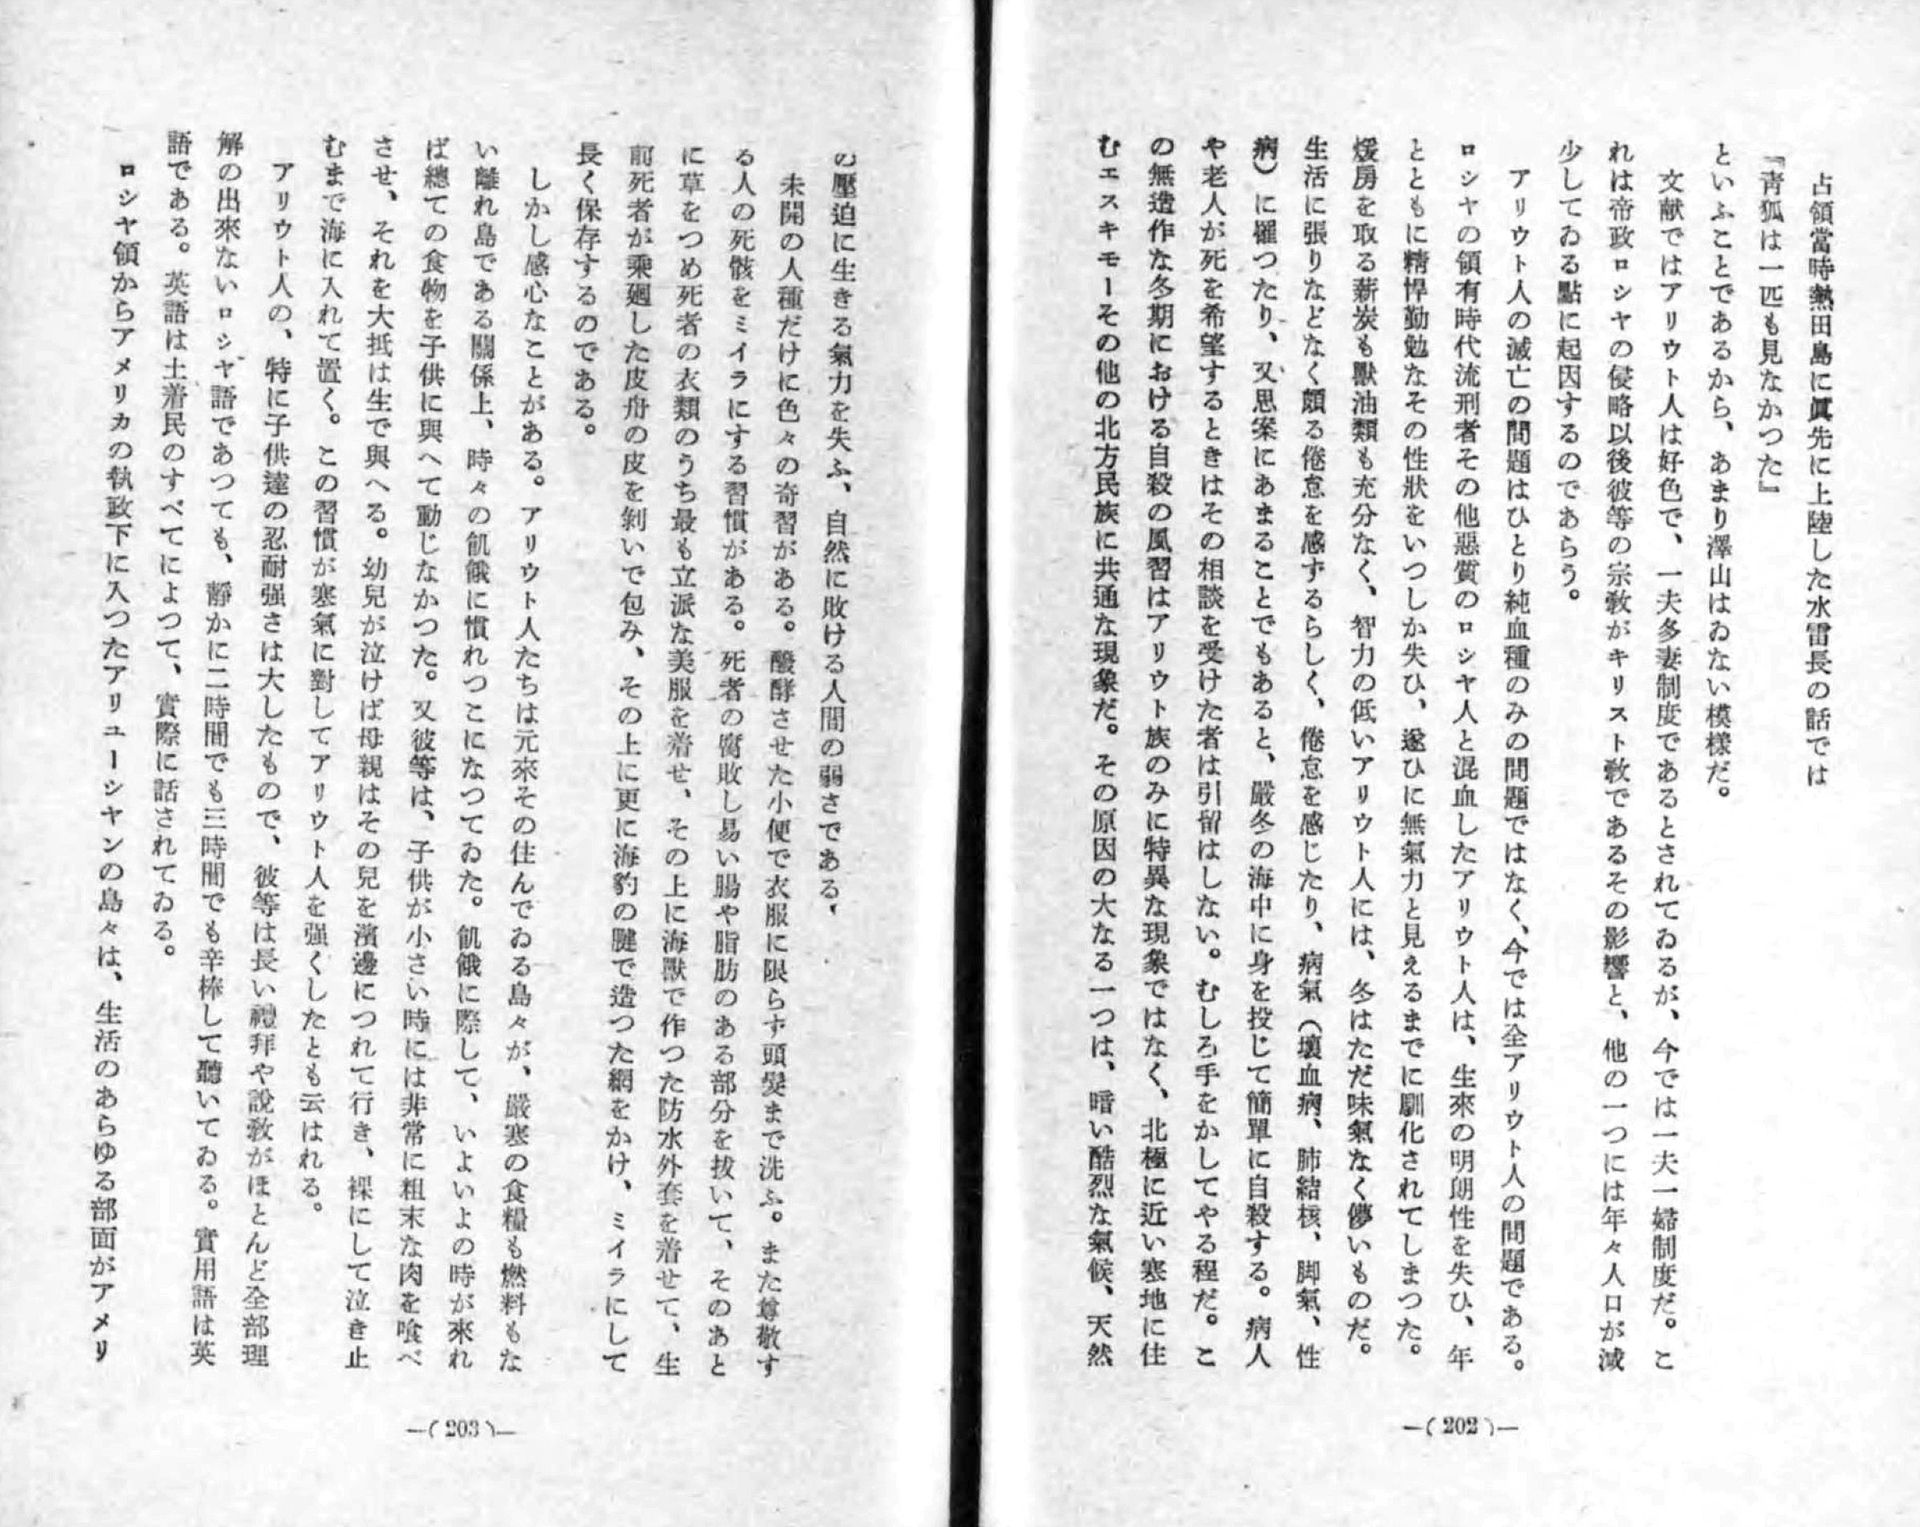 占領當時熱田島に眞先に上陸した水雷長の話では
『青狐は一匹も見なかつた』
といふことであるから、あまり澤山はゐない模樣だ。
文献ではアリウト人は好色で、一夫多妻制度であるとされてゐるが、今では一夫一婦制度だ。こ
れは帝政ロシヤの侵略以後彼等の宗敎がキリスト敎であるその影響と、他の一つには年々人口が減
少してゐる點に起因するのであらう。
アリウト人の滅亡の問題はひとり純血種のみの問題ではなく、今では全アリウト人の問題である。
ロシヤの領有時代流刑者その他惡質のロシヤ人と混血したアリウト人は、生來の明朗性を失ひ、年
とともに精悍勤勉なその性狀をいつしか失ひ、遂ひに無氣力と見えるまでに馴化されてしまつた。
煖房を取る薪炭も獸油類も充分なく、智力の低いアリウト人には、冬はただ味氣なく儚いものだ。
生活に張りなどなく頗る倦怠を感ずるらしく、倦怠を感じたり、病氣（壞血病、肺結核、脚氣、性
病）に罹つたり、又思案にあまることでもあると、嚴冬の海中に身を投じて簡單に自殺する。病人
や老人が死を希望するときはその相談を受けた者は引留はしない。むしろ手をかしてやる程だ。こ
の無造作な冬期における自殺の風習はアリウト族のみに特異な現象ではなく、北極に近い寒地に住
むエスキモーその他の北方民族に共通な現象だ。その原因の大なる一つは、暗い酷烈な氣候、天然
—(202)—
の壓迫に生きる氣力を失ふ、自然に敗ける人間の弱さである、
未開の人種だけに色々の奇習がある。醱酵させた小便で衣服に限らず頭髮まで洗ふ。また尊敬す
る人の死骸をミイラにする習慣がある。死者の腐敗し易い腸や脂肪のある部分を拔いて、そのあと
に草をつめ死者の衣類のうち最も立派な美服を着せ、その上に海獸で作つた防水外套を着せて、生
前死者が乘廻した皮舟の皮を剝いで包み、その上に更に海豹の腱で造つた網をかけ、ミイラにして
長く保存するのである。
しかし感心なことがある。アリウト人たちは元來その住んでゐる島々が、嚴寒の食糧も燃料もな
い離れ島である關係上、時々の飢餓に慣れつこになつてゐた。飢餓に際して、いよいよの時が來れ
ば總ての食物を子供に與へて動じなかつた。又彼等は、子供が小さい時には非常に粗末な肉を喰べ
させ、それを大抵は生で與へる。幼兒が泣けば母親はその兒を濱邊につれて行き、裸にして泣き止
むまで海に入れて置く。この習慣が寒氣に對してアリウト人を强くしたとも云はれる。
アリウト人の、特に子供達の忍耐强さは大したもので、彼等は長い禮拜や說敎がほとんど全部理
解の出來ないロシヤ語であつても、靜かに二時間でも三時間でも辛棒して聽いてゐる。實用語は英
語である。英語は土着民のすべてによつて、實際に話されてゐる。
ロシヤ領からアメリカの執政下に入つたアリユーシヤンの島々は、生活のあらゆる部面がアメリ
—(203)—